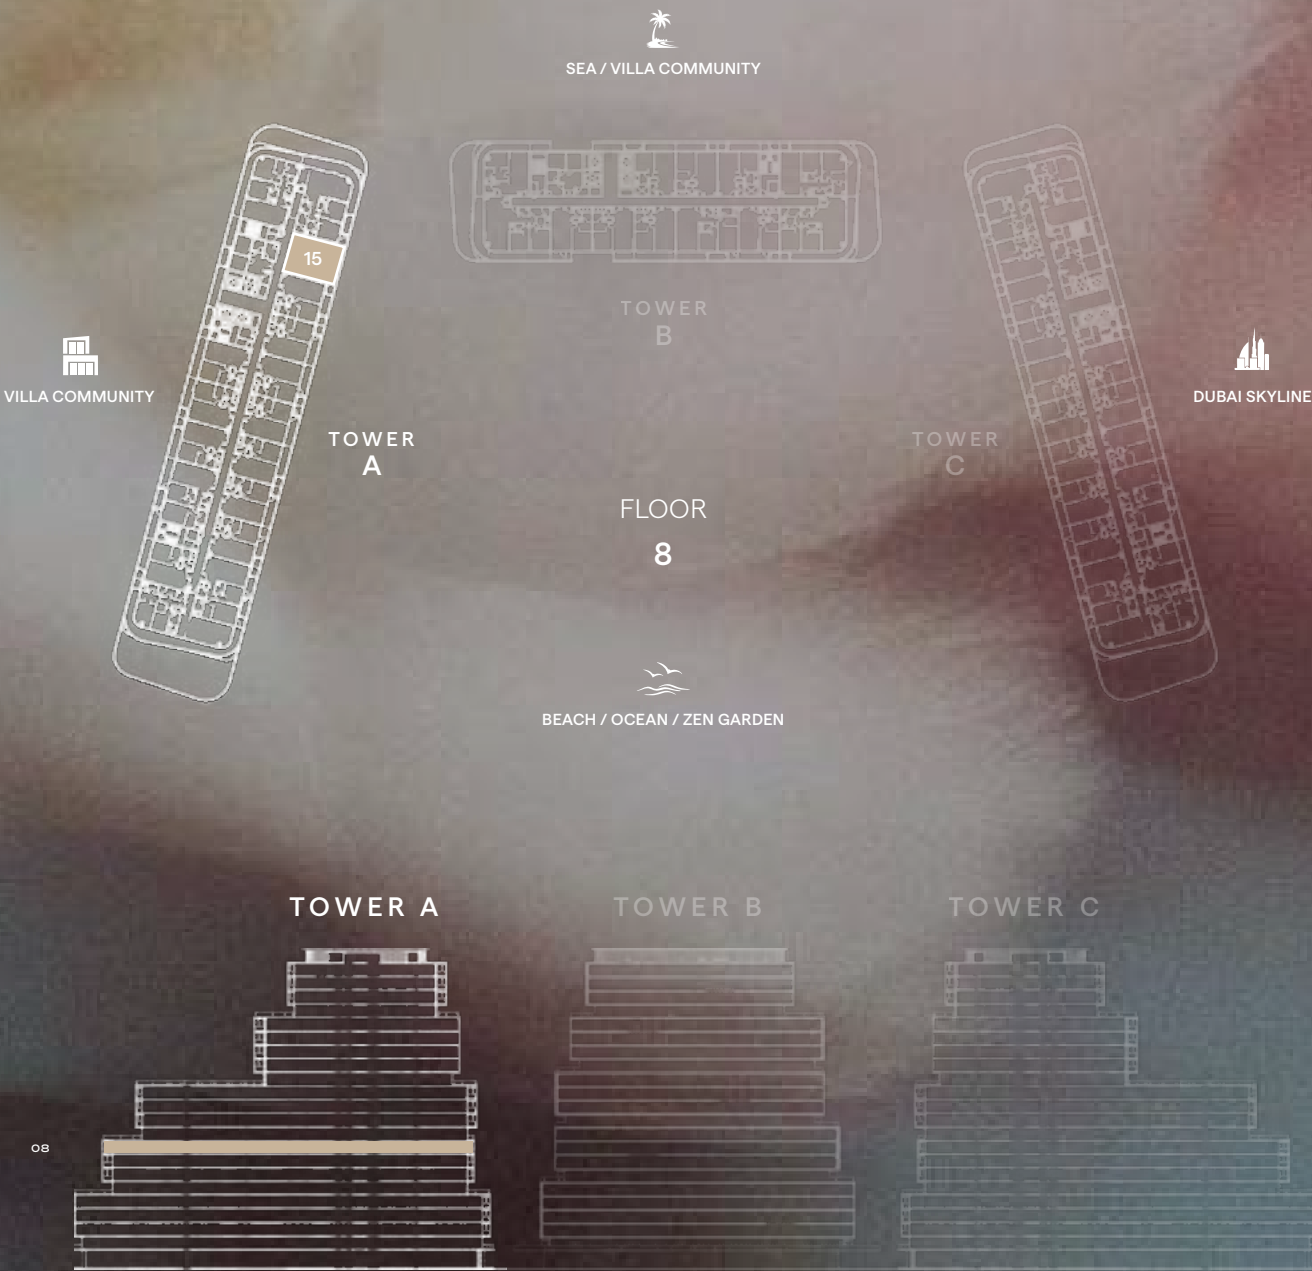 SEA / VILLA COMMUNITY
15
TOWER
B
VILLA COMMUNITY
DUBAI SKYLINE
TOWER
A
TOWER
C
FLOOR
8
BEACH / OCEAN / ZEN GARDEN
TOWER A
TOWER B
TOWER C
08